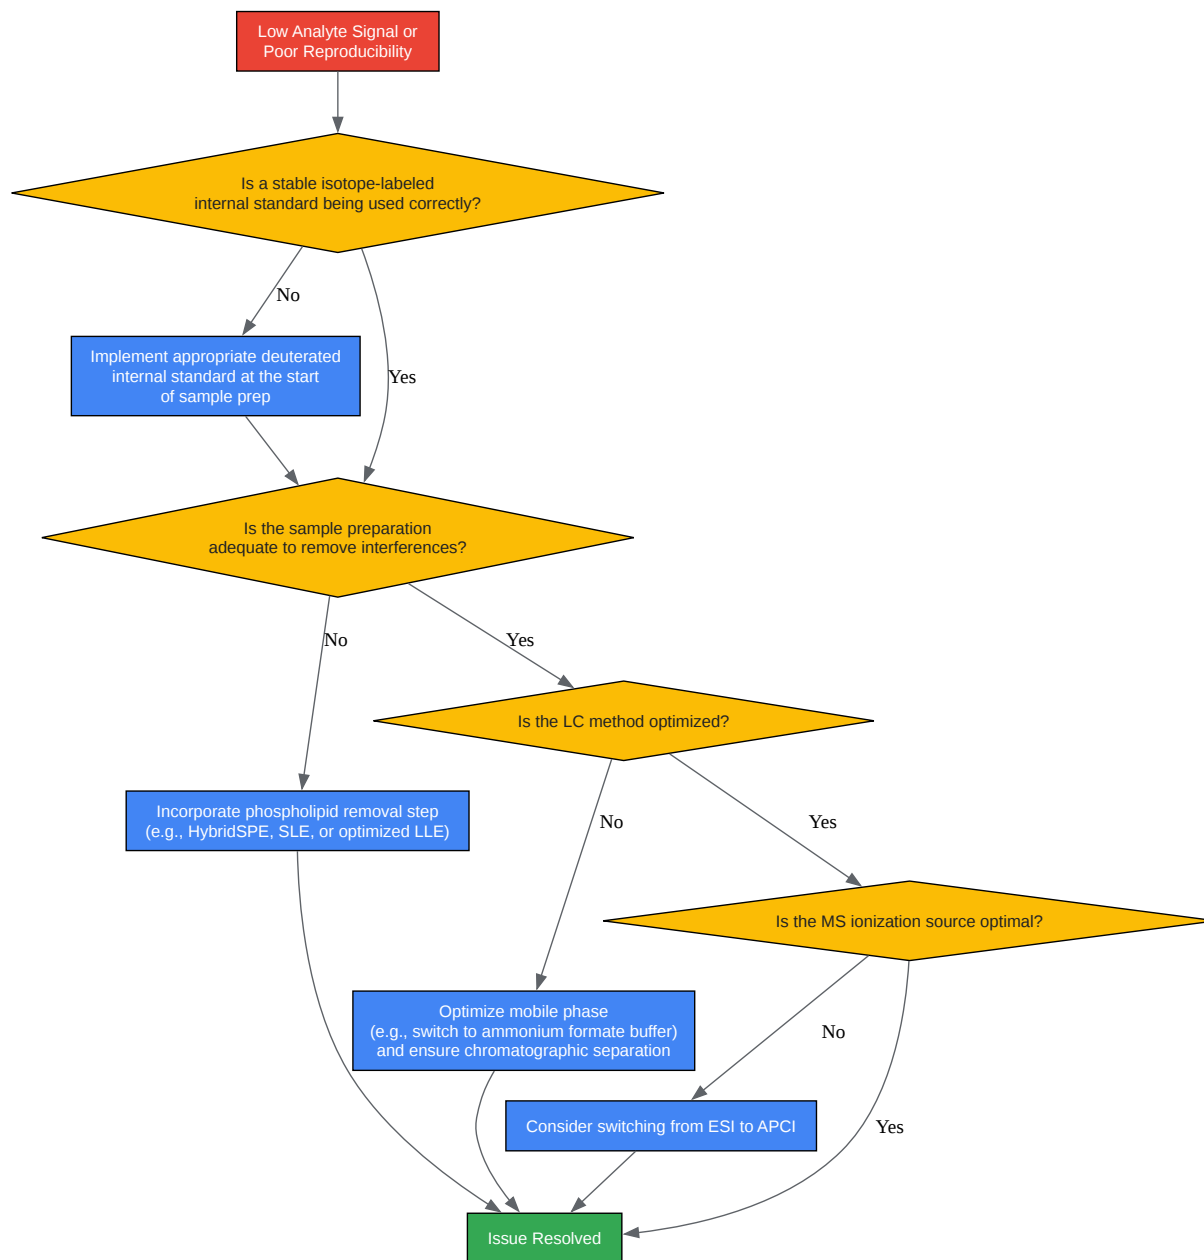 Low Analyte Signal or
Poor Reproducibility
Is a stable isotope-labeled
internal standard being used correctly?
No
Implement appropriate deuterated
internal standard at the start
of sample prep
Yes
Is the sample preparation
adequate to remove interferences?
No
Yes
Is the LC method optimized?
Incorporate phospholipid removal step
(e.g., HybridSPE, SLE, or optimized LLE)
No
Yes
Is the MS ionization source optimal?
Optimize mobile phase
(e.g., switch to ammonium formate buffer)
and ensure chromatographic separation
No
Consider switching from ESI to APCI
Yes
Issue Resolved